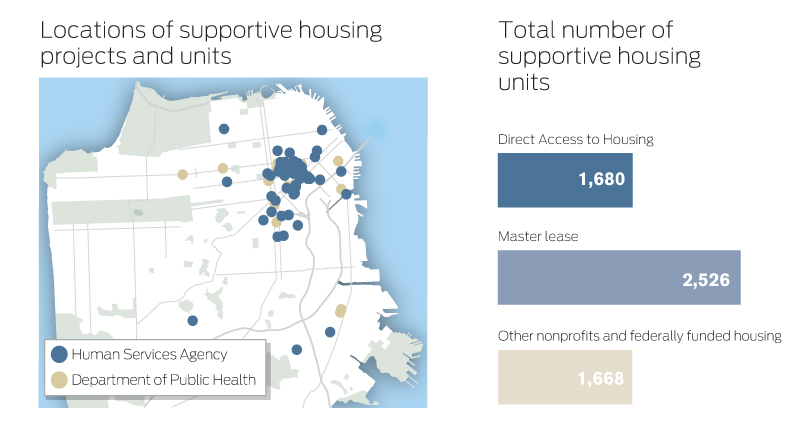 Locations of supportive housing
projects and units
Human Services Agency
Department of Public Health
Total number of
supportive housing
units
Direct Access to Housing
1,680
Master lease
2,526
Other nonprofits and federally funded housing
1,668